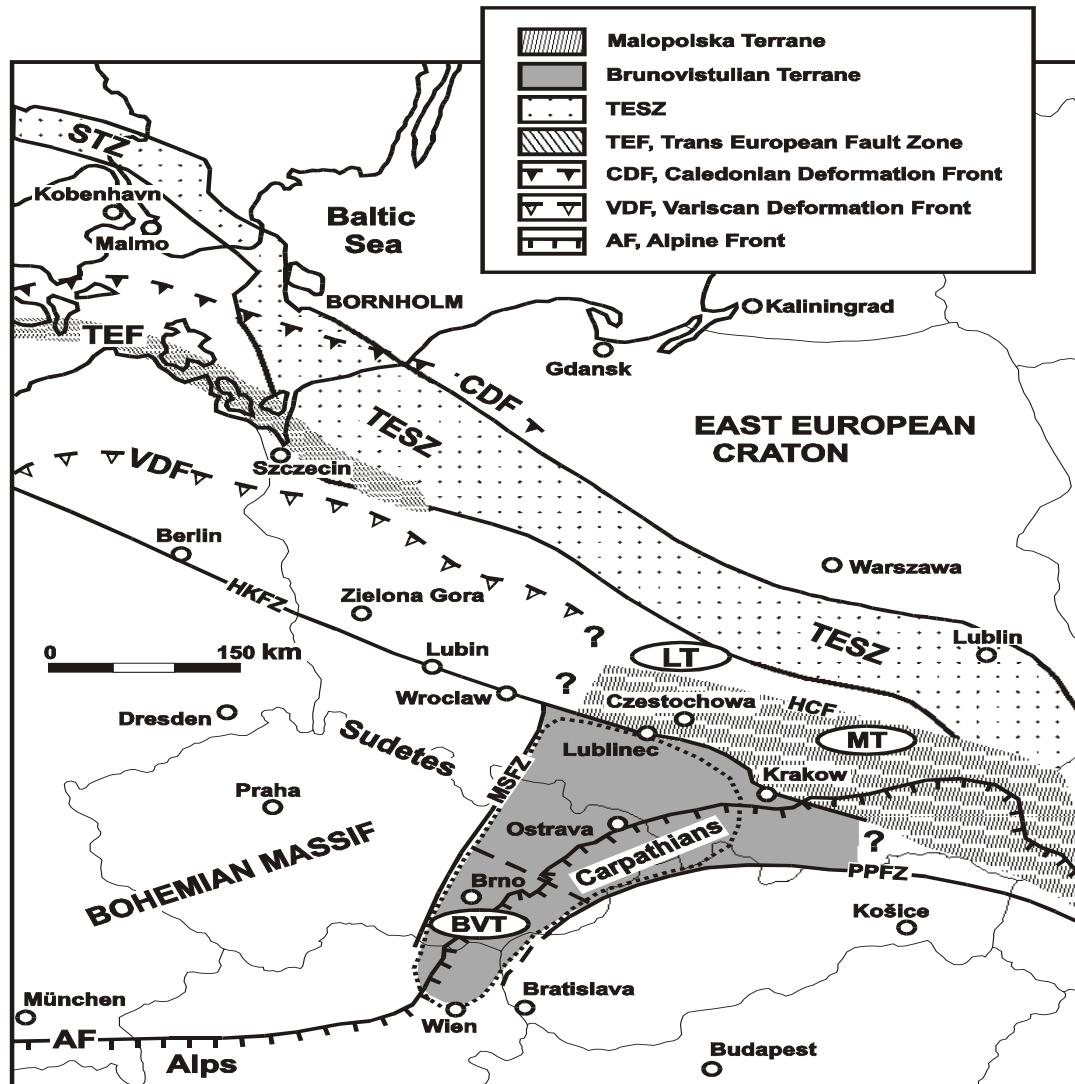 Malopolska Terrane
Brunovistulian Terrane
TESZ
TEF, Trans European Fault Zone
CDF, Caledonian Deformation Front
VDF, Variscan Deformation Front
AF, Alpine Front
STZ
Kobenhavn
Malmo
Baltic
Sea
BORNHOLM
Kaliningrad
TEF
Gdansk
CDF
TESZ
EAST EUROPEAN
CRATON
VDF
Szczecin
Berlin
Warszawa
HKFZ
Zielona Gora
?
TESZ
Lublin
0 150 km
Lubin
LT
?
Wroclaw
Czestochowa
HCF
Dresden
Sudetes
Lublinec
MT
MSFZ
Krakow
Praha
Ostrava
Carpathians
?
BOHEMIAN MASSIF
PPFZ
Brno
BVT
Košice
München
Bratislava
Wien
AF
Alps
Budapest